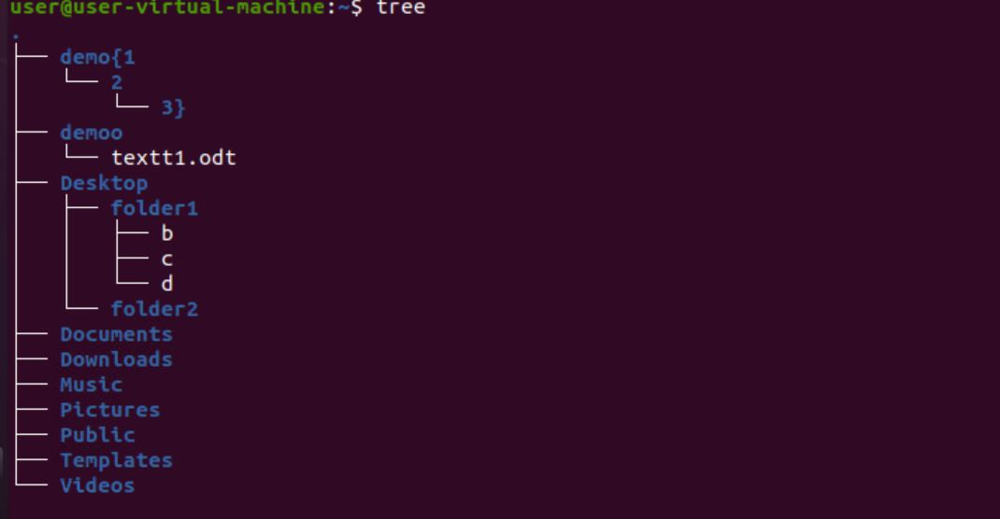 user@user-virtual-machine:~$ tree
.
├── demo{1
│   └── 2
│       └── 3}
├── demoo
│   └── textt1.odt
├── Desktop
│   ├── folder1
│   │   ├── b
│   │   ├── c
│   │   └── d
│   └── folder2
├── Documents
├── Downloads
├── Music
├── Pictures
├── Public
├── Templates
└── Videos